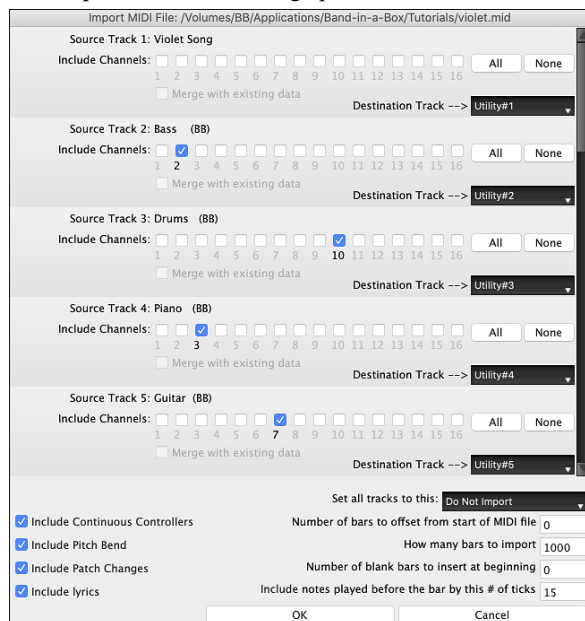 Import MIDI File: /Volumes/BB/Applications/Band-in-a-Box/Tutorials/violet.mid
Source Track 1: Violet Song
Include Channels:
1 2 3 4 5 6 7 8 9 10 11 12 13 14 15 16
All None
Merge with existing data
Destination Track --> Utility#1
Source Track 2: Bass (BB)
Include Channels:
1 2 3 4 5 6 7 8 9 10 11 12 13 14 15 16
All None
Merge with existing data
Destination Track --> Utility#2
Source Track 3: Drums (BB)
Include Channels:
1 2 3 4 5 6 7 8 9 10 11 12 13 14 15 16
All None
Merge with existing data
Destination Track --> Utility#3
Source Track 4: Piano (BB)
Include Channels:
1 2 3 4 5 6 7 8 9 10 11 12 13 14 15 16
All None
Merge with existing data
Destination Track --> Utility#4
Source Track 5: Guitar (BB)
Include Channels:
1 2 3 4 5 6 7 8 9 10 11 12 13 14 15 16
All None
Merge with existing data
Destination Track --> Utility#5
Set all tracks to this: Do Not Import
Include Continuous Controllers
Number of bars to offset from start of MIDI file 0
Include Pitch Bend
How many bars to import 1000
Include Patch Changes
Number of blank bars to insert at beginning 0
Include lyrics
Include notes played before the bar by this # of ticks 15
OK Cancel